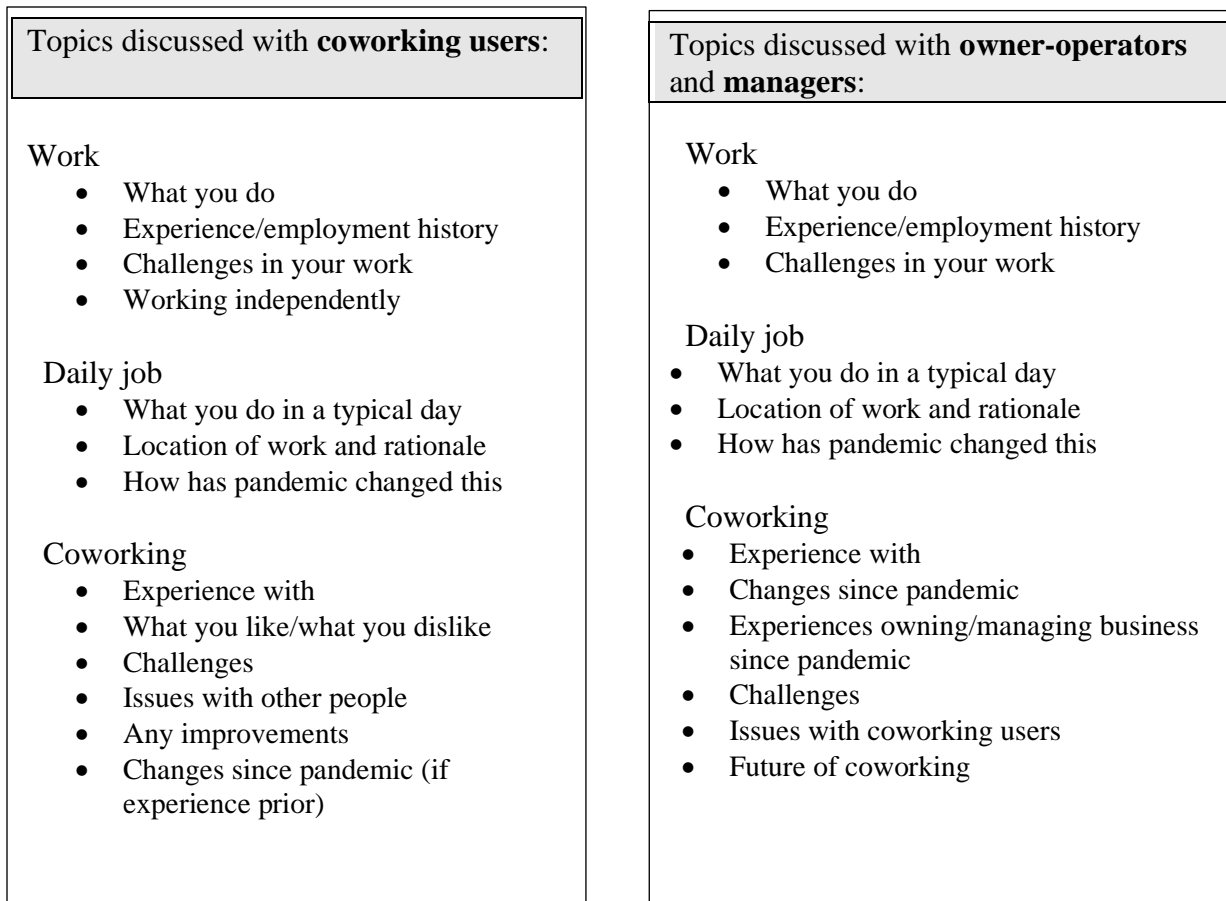 Topics discussed with coworking users:
Work
• What you do
• Experience/employment history
• Challenges in your work
• Working independently
Daily job
• What you do in a typical day
• Location of work and rationale
• How has pandemic changed this
Coworking
• Experience with
• What you like/what you dislike
• Challenges
• Issues with other people
• Any improvements
• Changes since pandemic (if
experience prior)
Topics discussed with owner-operators
and managers:
Work
• What you do
• Experience/employment history
• Challenges in your work
Daily job
• What you do in a typical day
• Location of work and rationale
• How has pandemic changed this
Coworking
• Experience with
• Changes since pandemic
• Experiences owning/managing business
since pandemic
• Challenges
• Issues with coworking users
• Future of coworking